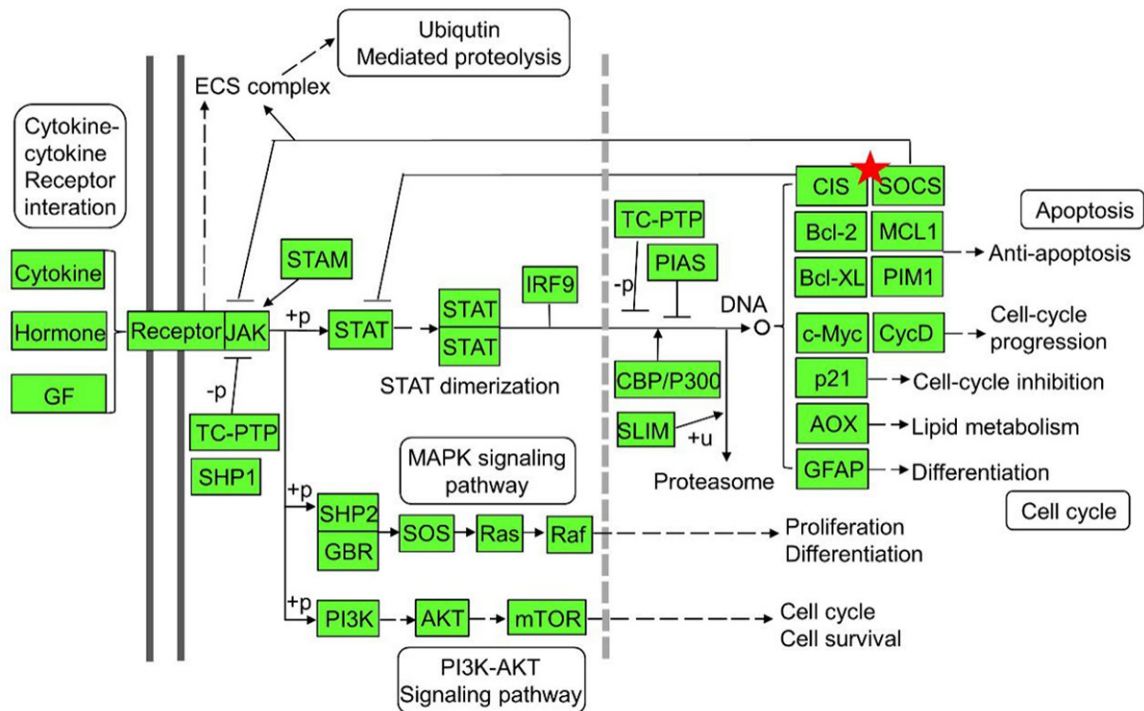 Ubiqutin
Mediated proteolysis
ECS complex
Cytokine-
cytokine
Receptor
interation
Cytokine
Hormone
GF
Receptor
JAK
STAM
+p
STAT
STAT
STAT
STAT dimerization
IRF9
TC-PTP
-p
PIAS
DNA
CBP/P300
SLIM
+u
Proteasome
-p
TC-PTP
SHP1
CIS
SOCS
Bcl-2
MCL1
Bcl-XL
PIM1
c-Myc
CycD
p21
AOX
GFAP
Apoptosis
Anti-apoptosis
Cell-cycle
progression
Cell-cycle inhibition
Lipid metabolism
Differentiation
Cell cycle
MAPK signaling
pathway
+p
SHP2
GBR
SOS
Ras
Raf
Proliferation
Differentiation
+p
PI3K
AKT
mTOR
Cell cycle
Cell survival
PI3K-AKT
Signaling pathway